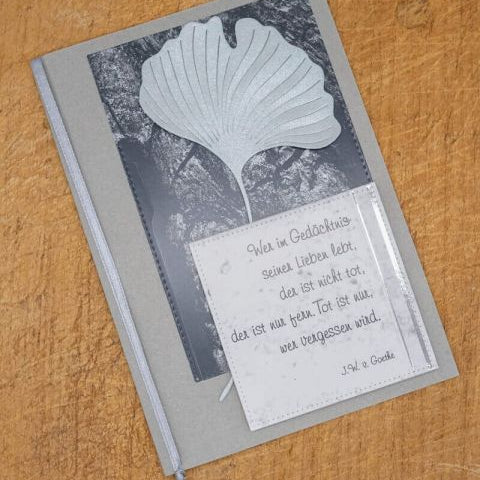 Wer im Gedächtnis
seiner Lieben lebt,
der ist nicht tot,
der ist nur fern. Tot ist nur,
wer vergessen wird.
J.W. v. Goethe